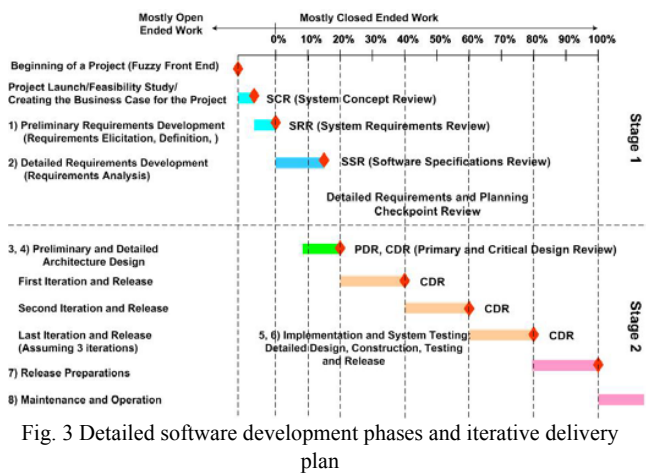 Mostly Open
Ended Work
Mostly Closed Ended Work
0% 10% 20% 40% 60% 80% 100%
Beginning of a Project (Fuzzy Front End)
Project Launch/Feasibility Study/
Creating the Business Case for the Project
SCR (System Concept Review)
1) Preliminary Requirements Development
(Requirements Elicitation, Definition, )
SRR (System Requirements Review)
2) Detailed Requirements Development
(Requirements Analysis)
SSR (Software Specifications Review)
Detailed Requirements and Planning
Checkpoint Review
Stage 1
3, 4) Preliminary and Detailed
Architecture Design
PDR, CDR (Primary and Critical Design Review)
First Iteration and Release
CDR
Second Iteration and Release
CDR
Last Iteration and Release
(Assuming 3 iterations)
5, 6) Implementation and System Testing:
Detailed Design, Construction, Testing
and Release
CDR
Stage 2
7) Release Preparations
8) Maintenance and Operation
Fig. 3 Detailed software development phases and iterative delivery
plan